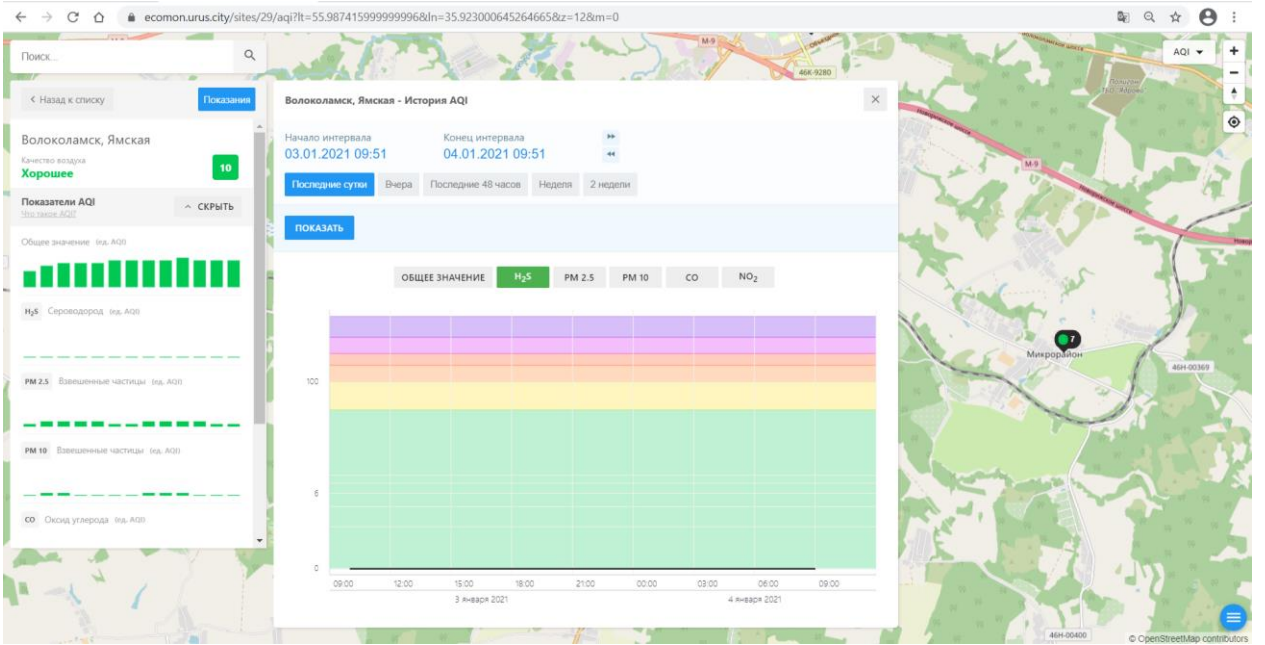 ecomon.urus.city/sites/29/aqi?lt=55.987415999999996&ln=35.923000645264665&z=12&m=0
Поиск...
Назад к списку
Показания
Волоколамск, Ямская
Качество воздуха
Хорошее
10
Показатели AQI
Что такое AQI?
СКРЫТЬ
Общее значение (ед. AQI)
H₂S Сероводород (ед. AQI)
PM 2.5 Взвешенные частицы (ед. AQI)
PM 10 Взвешенные частицы (ед. AQI)
CO Оксид углерода (ед. AQI)
Волоколамск, Ямская - История AQI
Начало интервала
Конец интервала
03.01.2021 09:51
04.01.2021 09:51
Последние сутки
Вчера
Последние 48 часов
Неделя
2 недели
ПОКАЗАТЬ
ОБЩЕЕ ЗНАЧЕНИЕ
H₂S
PM 2.5
PM 10
CO
NO₂
100
0
09:00
12:00
15:00
18:00
21:00
00:00
03:00
06:00
09:00
3 января 2021
4 января 2021
AQI
М-9
46К-9280
Новорижское шоссе
М-9
7
Микрорайон
46Н-00369
46Н-00400
© OpenStreetMap contributors